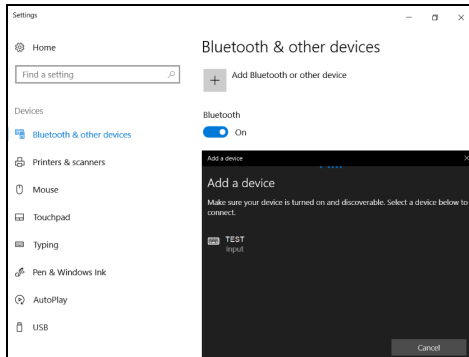 Settings
Home
Bluetooth & other devices
Find a setting
Add Bluetooth or other device
Devices
Bluetooth
Bluetooth & other devices
On
Printers & scanners
Add a device
Mouse
Add a device
Make sure your device is turned on and discoverable. Select a device below to
connect.
Touchpad
TEST
Input
Typing
Pen & Windows Ink
AutoPlay
USB
Cancel